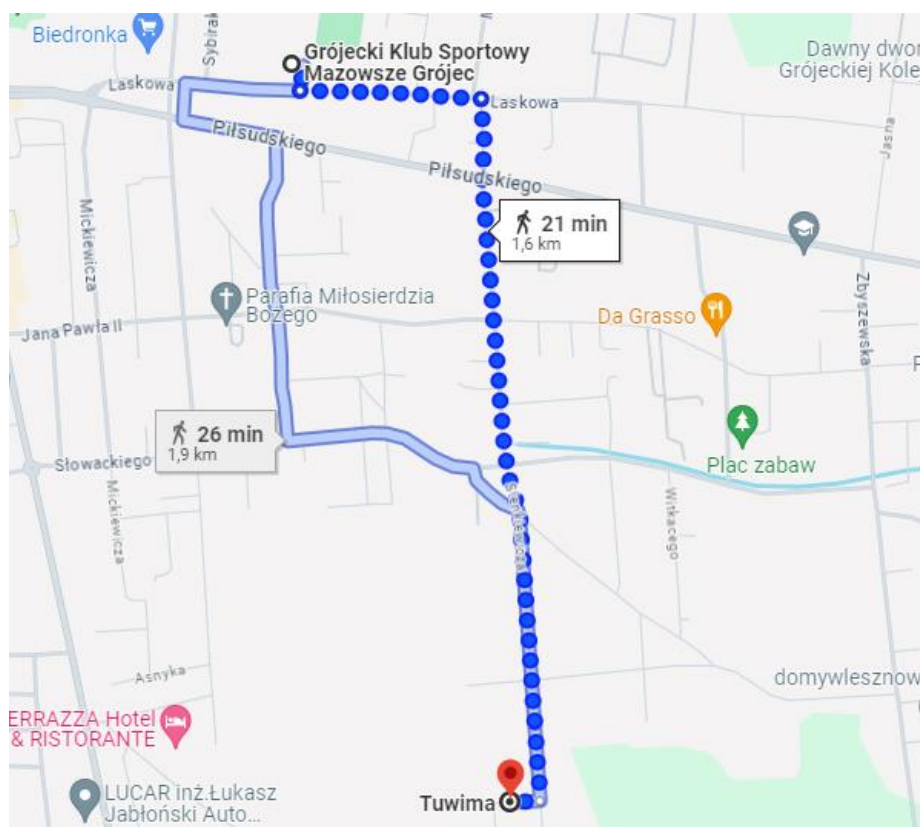 Biedronka
Sybirak
Grójecki Klub Sportowy
Mazowsze Grójec
Dawny dwor
Grójeckiej Kole
Laskowa
Laskowa
Jasna
Piłsudskiego
Piłsudskiego
Mickiewicza
21 min
1,6 km
Zbyszewska
Parafia Miłosierdzia
Bożego
Jana Pawła II
Da Grasso
26 min
1,9 km
Słowackiego
Plac zabaw
Mickiewicza
Sienkiewicza
Witkacego
Asnyka
domywlesznow
ERRAZZA Hotel
& RISTORANTE
LUCAR inż.Łukasz
Jabłoński Auto...
Tuwima